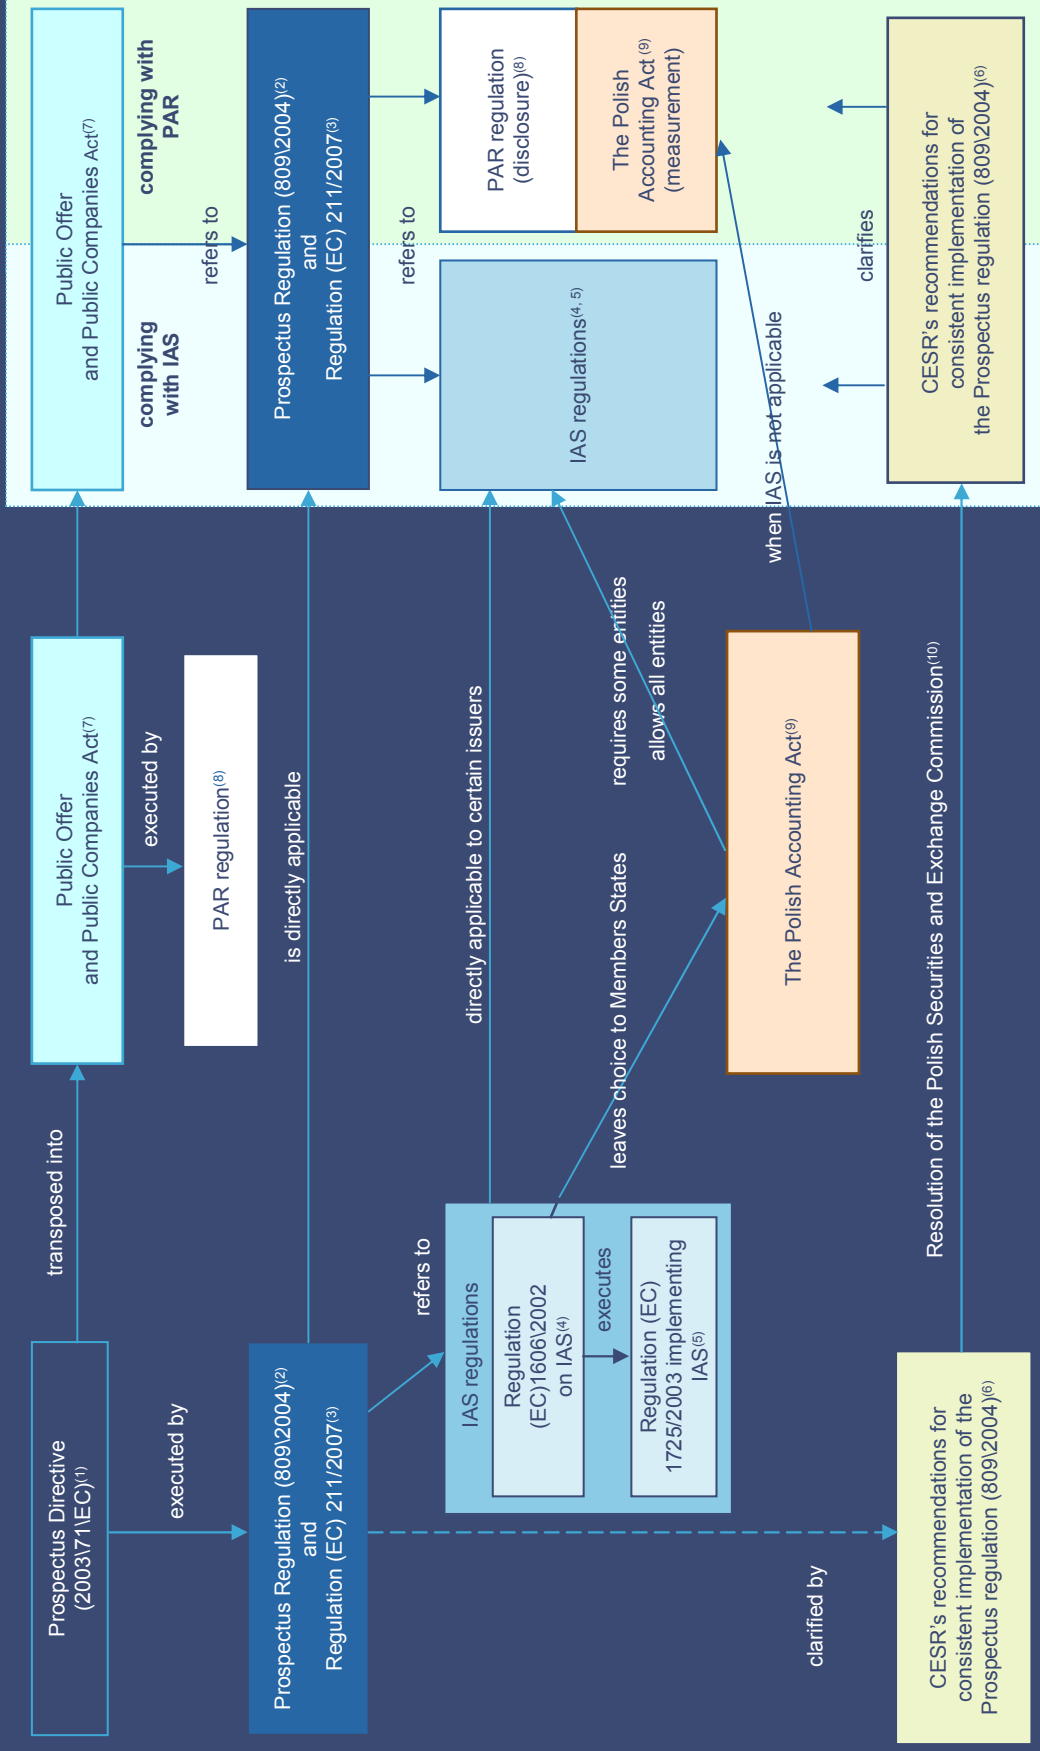 Prospectus Directive
(2003\71\EC)(1)
transposed into
Public Offer
and Public Companies Act(7)
Public Offer
and Public Companies Act(7)
executed by
executed by
PAR regulation(8)
complying
with IAS
complying with
PAR
refers to
Prospectus Regulation (809\2004)(2)
and
Regulation (EC) 211/2007(3)
is directly applicable
Prospectus Regulation (809\2004)(2)
and
Regulation (EC) 211/2007(3)
refers to
refers to
IAS regulations
Regulation
(EC)1606\2002
on IAS(4)
executes
Regulation (EC)
1725/2003 implementing
IAS(5)
directly applicable to certain issuers
leaves choice to Members States
requires some entities
allows all entities
IAS regulations(4, 5)
PAR regulation
(disclosure)(8)
The Polish
Accounting Act (9)
(measurement)
The Polish Accounting Act(9)
when IAS is not applicable
clarified by
clarifies
CESR's recommendations for
consistent implementation of the
Prospectus regulation (809\2004)(6)
Resolution of the Polish Securities and Exchange Commission(10)
CESR's recommendations for
consistent implementation of
the Prospectus regulation (809\2004)(6)